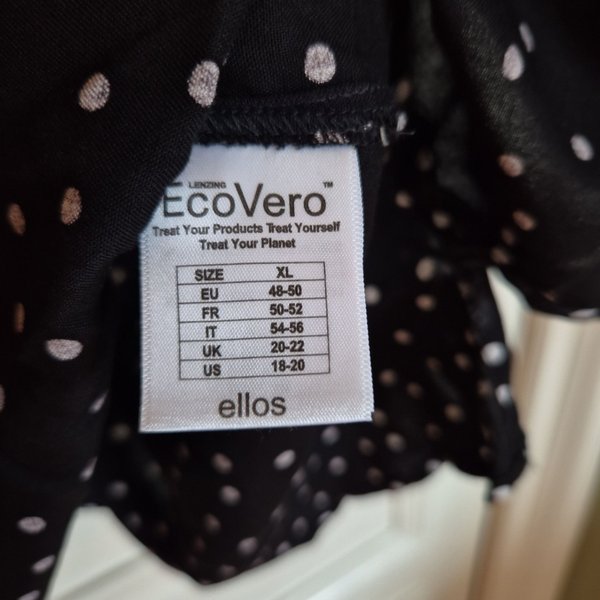 LENZING
EcoVero™
Treat Your Products Treat Yourself
Treat Your Planet
SIZE XL
EU 48-50
FR 50-52
IT 54-56
UK 20-22
US 18-20
ellos